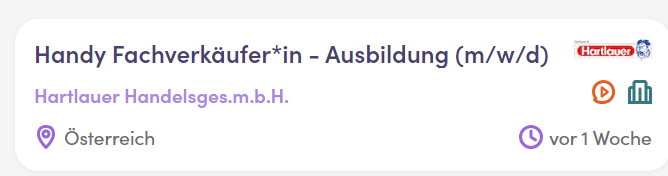 Handy Fachverkäufer*in - Ausbildung (m/w/d)
Hartlauer
Hartlauer Handelsges.m.b.H.
Österreich
vor 1 Woche